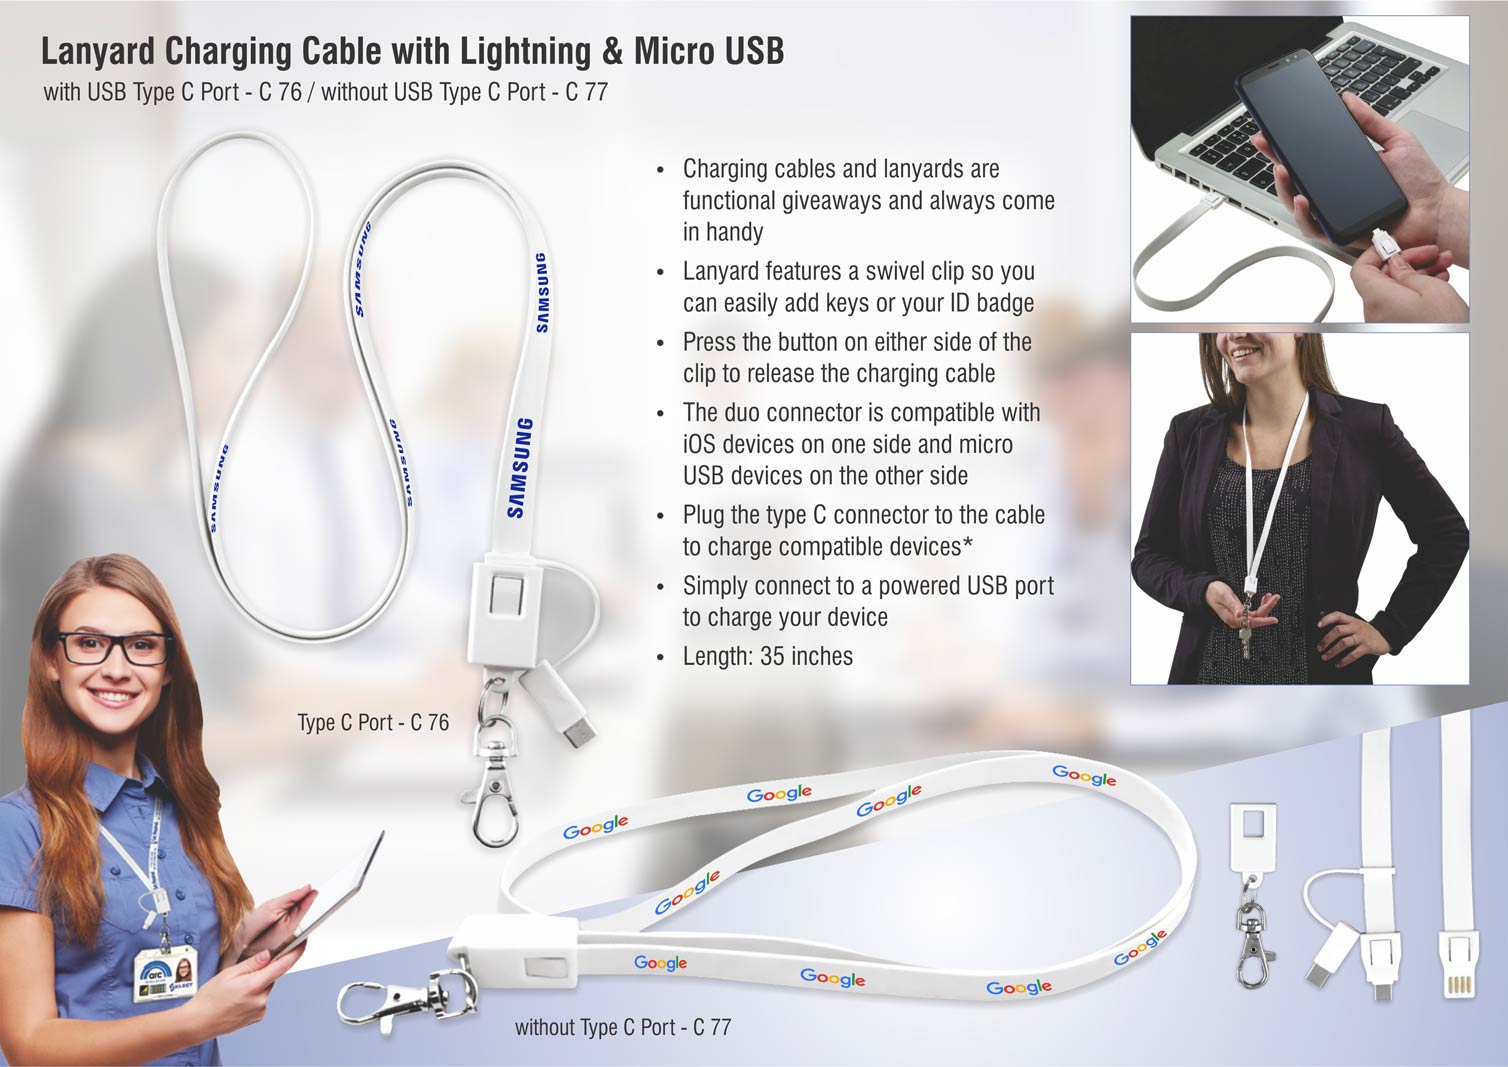 Lanyard Charging Cable with Lightning & Micro USB
with USB Type C Port - C 76 / without USB Type C Port - C 77
• Charging cables and lanyards are
functional giveaways and always come
in handy
• Lanyard features a swivel clip so you
can easily add keys or your ID badge
• Press the button on either side of the
clip to release the charging cable
• The duo connector is compatible with
iOS devices on one side and micro
USB devices on the other side
• Plug the type C connector to the cable
to charge compatible devices*
• Simply connect to a powered USB port
to charge your device
• Length: 35 inches
SAMSUNG
SAMSUNG
SAMSUNG
SAMSUNG
SAMSUNG
Type C Port - C 76
Google
Google
Google
Google
Google
Google
Google
Google
Google
arc
SELECT
without Type C Port - C 77